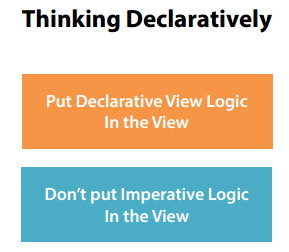 Thinking Declaratively
Put Declarative View Logic
In the View
Don’t put Imperative Logic
In the View